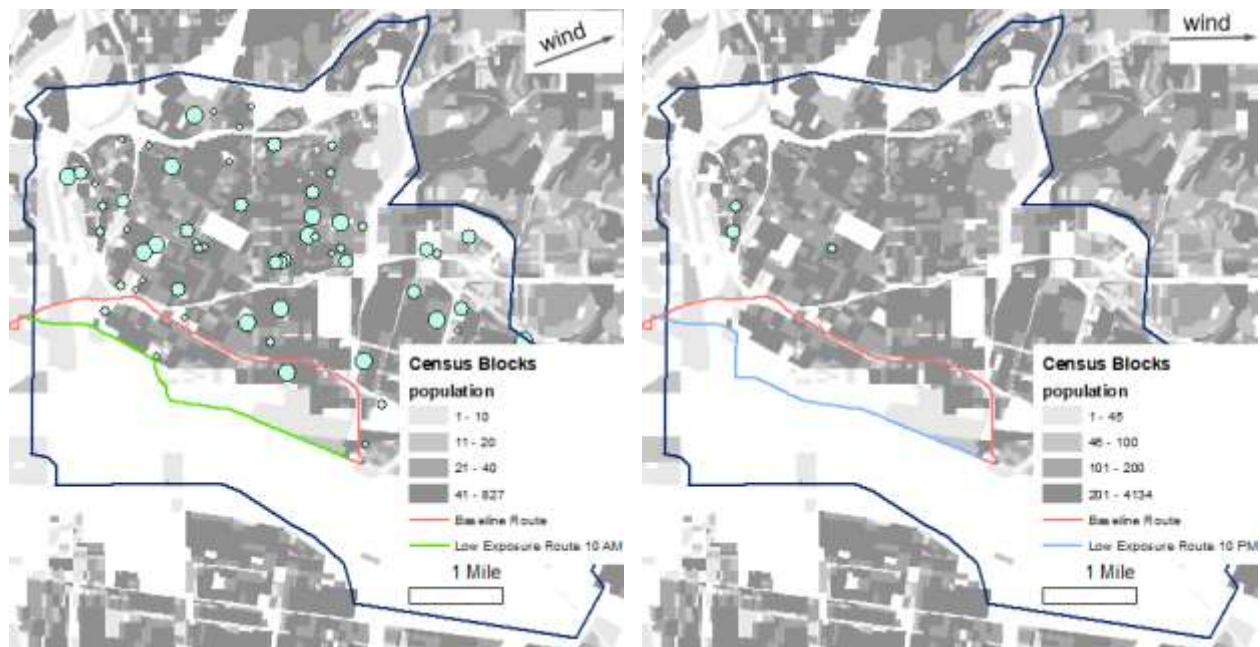 wind
Census Blocks
population
1 - 10
11 - 20
21 - 40
41 - 827
Baseline Route
Low Exposure Route 10 AM
1 Mile
wind
Census Blocks
population
1 - 45
46 - 100
101 - 200
201 - 4134
Baseline Route
Low Exposure Route 10 PM
1 Mile